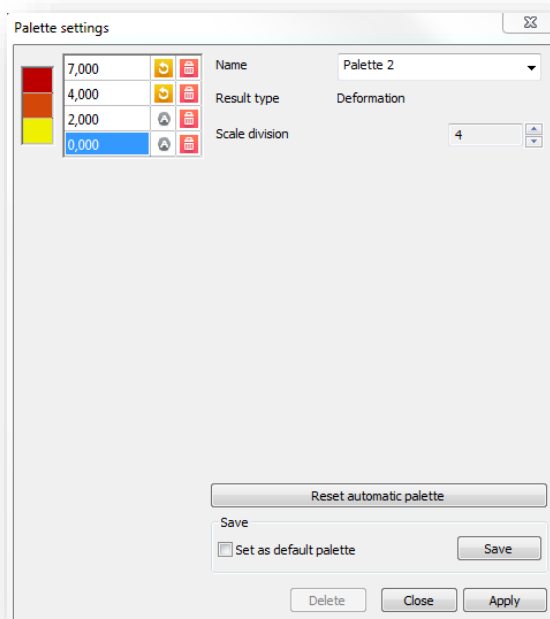 Palette settings
7,000
4,000
2,000
A
0,000
A
Name
Palette 2
Result type
Deformation
Scale division
4
Reset automatic palette
Save
Set as default palette
Save
Delete
Close
Apply